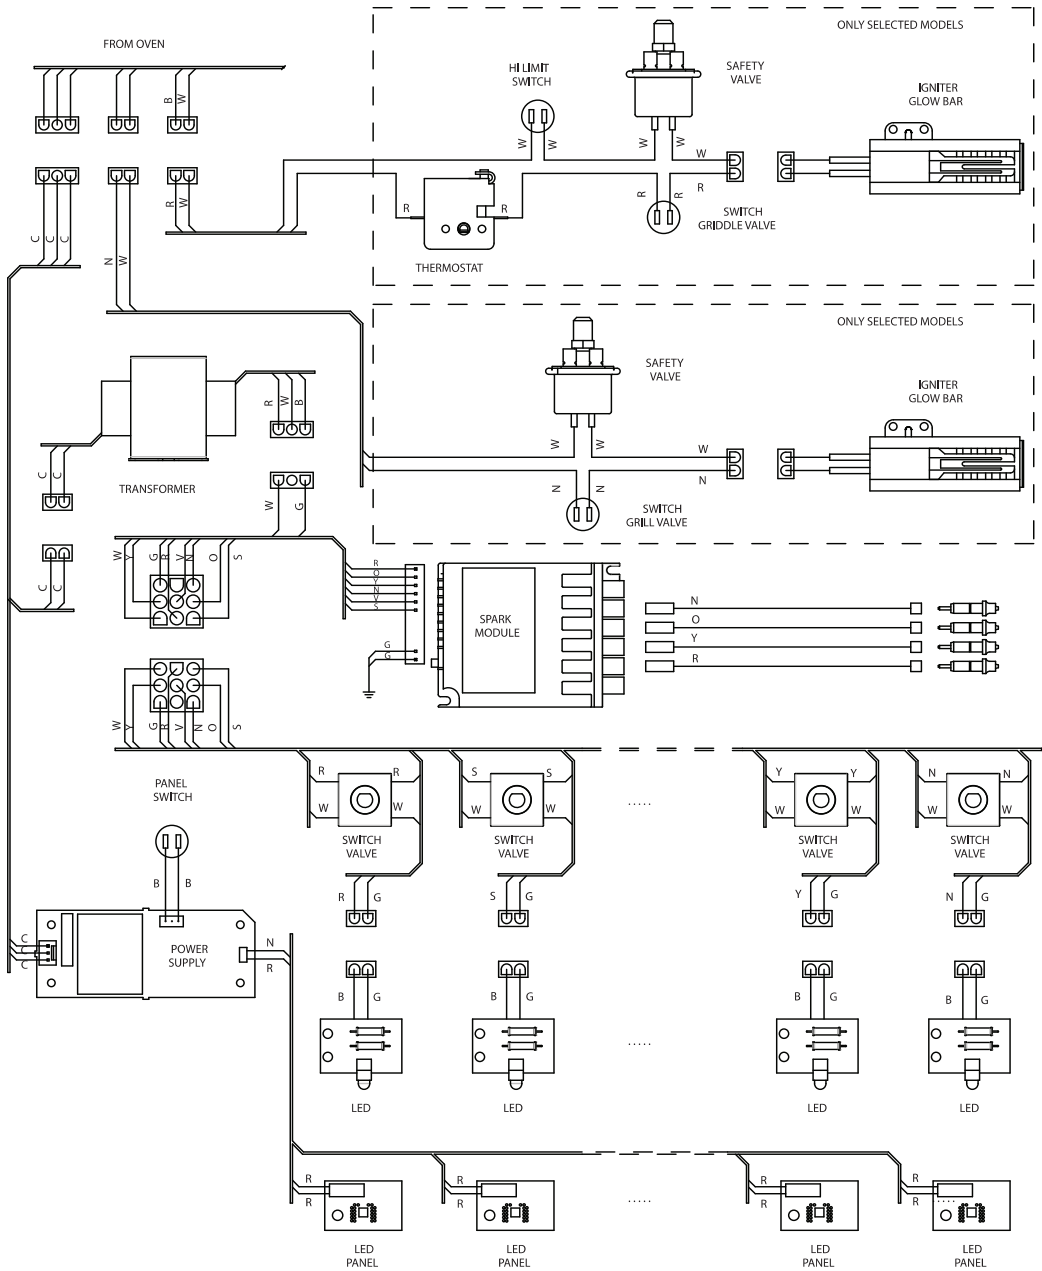 ONLY SELECTED MODELS
FROM OVEN
HI LIMIT
SWITCH
SAFETY
VALVE
IGNITER
GLOW BAR
B
W
W
W
W
W
W
R
R
R
R
R
R
W
SWITCH
GRIDDLE VALVE
THERMOSTAT
C
C
C
N
W
ONLY SELECTED MODELS
SAFETY
VALVE
IGNITER
GLOW BAR
R
W
B
W
W
W
N
N
N
SWITCH
GRILL VALVE
C
C
TRANSFORMER
W
G
C
C
W
Y
G
R
V
N
O
S
R
O
Y
N
V
S
G
G
SPARK
MODULE
N
O
Y
R
W
Y
G
R
V
N
O
S
PANEL
SWITCH
R
R
W
W
SWITCH
VALVE
S
S
W
W
SWITCH
VALVE
.....
Y
Y
W
W
SWITCH
VALVE
N
N
W
W
SWITCH
VALVE
B
B
R
G
S
G
Y
G
N
G
C
C
C
POWER
SUPPLY
N
R
B
G
B
G
B
G
B
G
.....
LED
LED
LED
LED
R
R
R
R
R
R
R
R
.....
.....
LED
PANEL
LED
PANEL
LED
PANEL
LED
PANEL